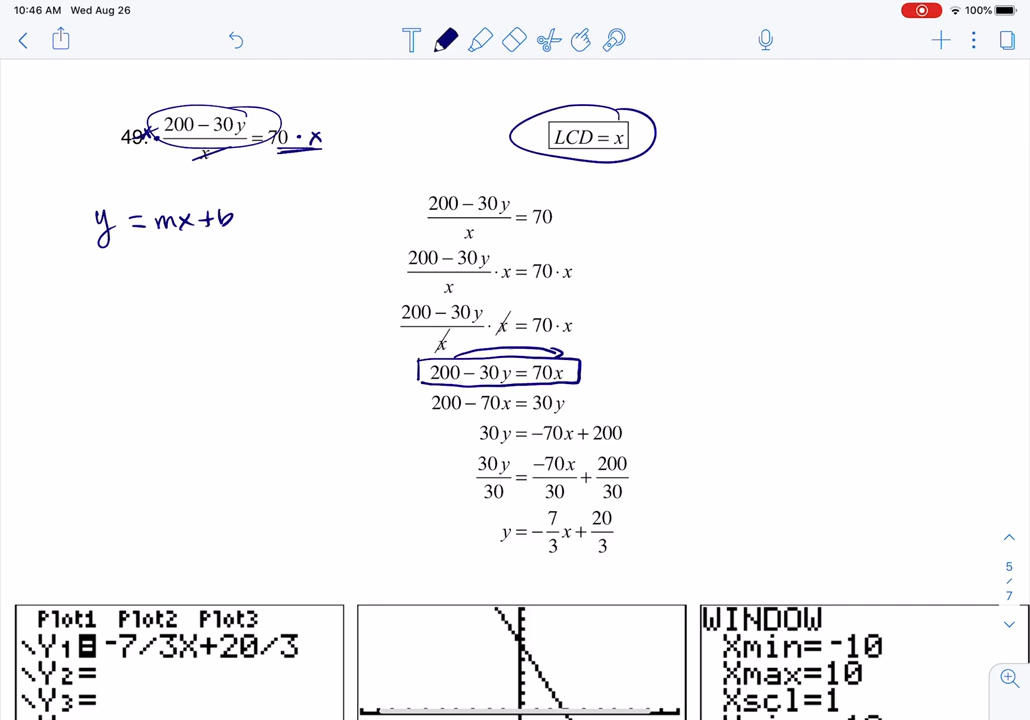 10:46 AM Wed Aug 26
100%
T
49. x · (200 − 30y)/x = 70 · x
LCD = x
y = mx + b
(200 − 30y)/x = 70
(200 − 30y)/x · x = 70 · x
(200 − 30y)/x · x = 70 · x
200 − 30y = 70x
200 − 70x = 30y
30y = −70x + 200
30y/30 = −70x/30 + 200/30
y = −7/3 x + 20/3
5
/
7
Plot1 Plot2 Plot3
\Y1=-7/3X+20/3
\Y2=
\Y3=
WINDOW
Xmin=-10
Xmax=10
Xscl=1